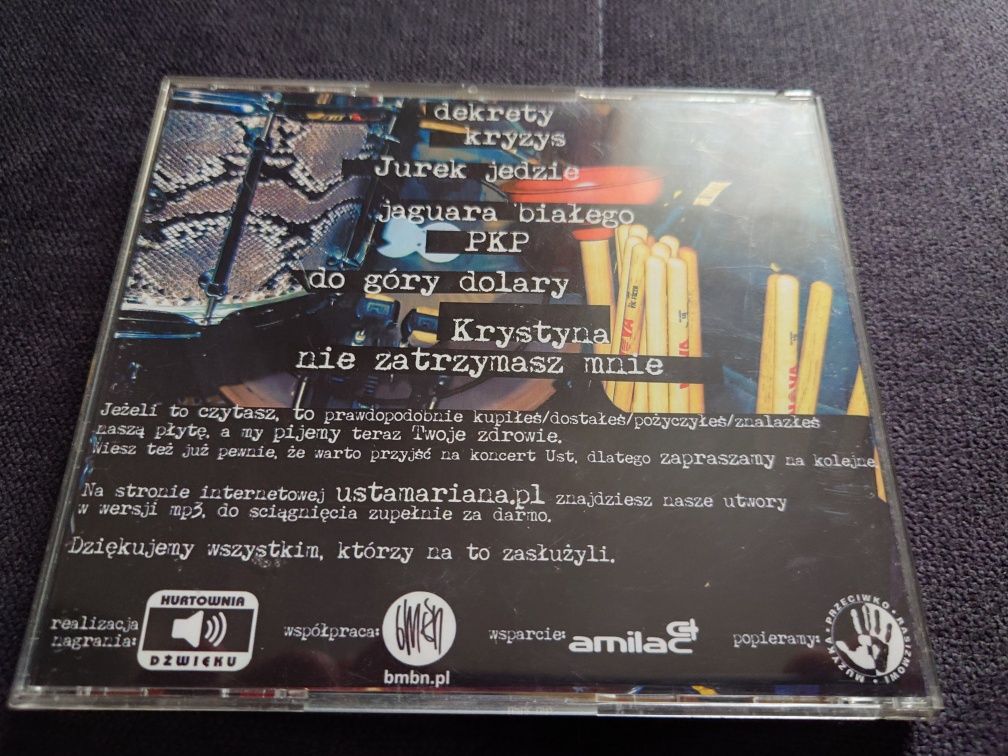 dekrety
kryzys
Jurek jedzie
jaguara białego
PKP
do góry dolary
Krystyna
nie zatrzymasz mnie
Jeżeli to czytasz, to prawdopodobnie kupiłeś/dostałeś/pożyczyłeś/znalazłeś
naszą płytę, a my pijemy teraz Twoje zdrowie.
Wiesz też już pewnie, że warto przyjść na koncert Ust, dlatego zapraszamy na kolejne
Na stronie internetowej ustamariana.pl znajdziesz nasze utwory
w wersji mp3, do ściągnięcia zupełnie za darmo.
Dziękujemy wszystkim, którzy na to zasłużyli.
realizacja
nagrania:
HURTOWNIA
DŹWIĘKU
współpraca:
bmbn
bmbn.pl
wsparcie:
amilac
popieramy:
MUZYKA • PRZECIWKO • RASIZMOWI •